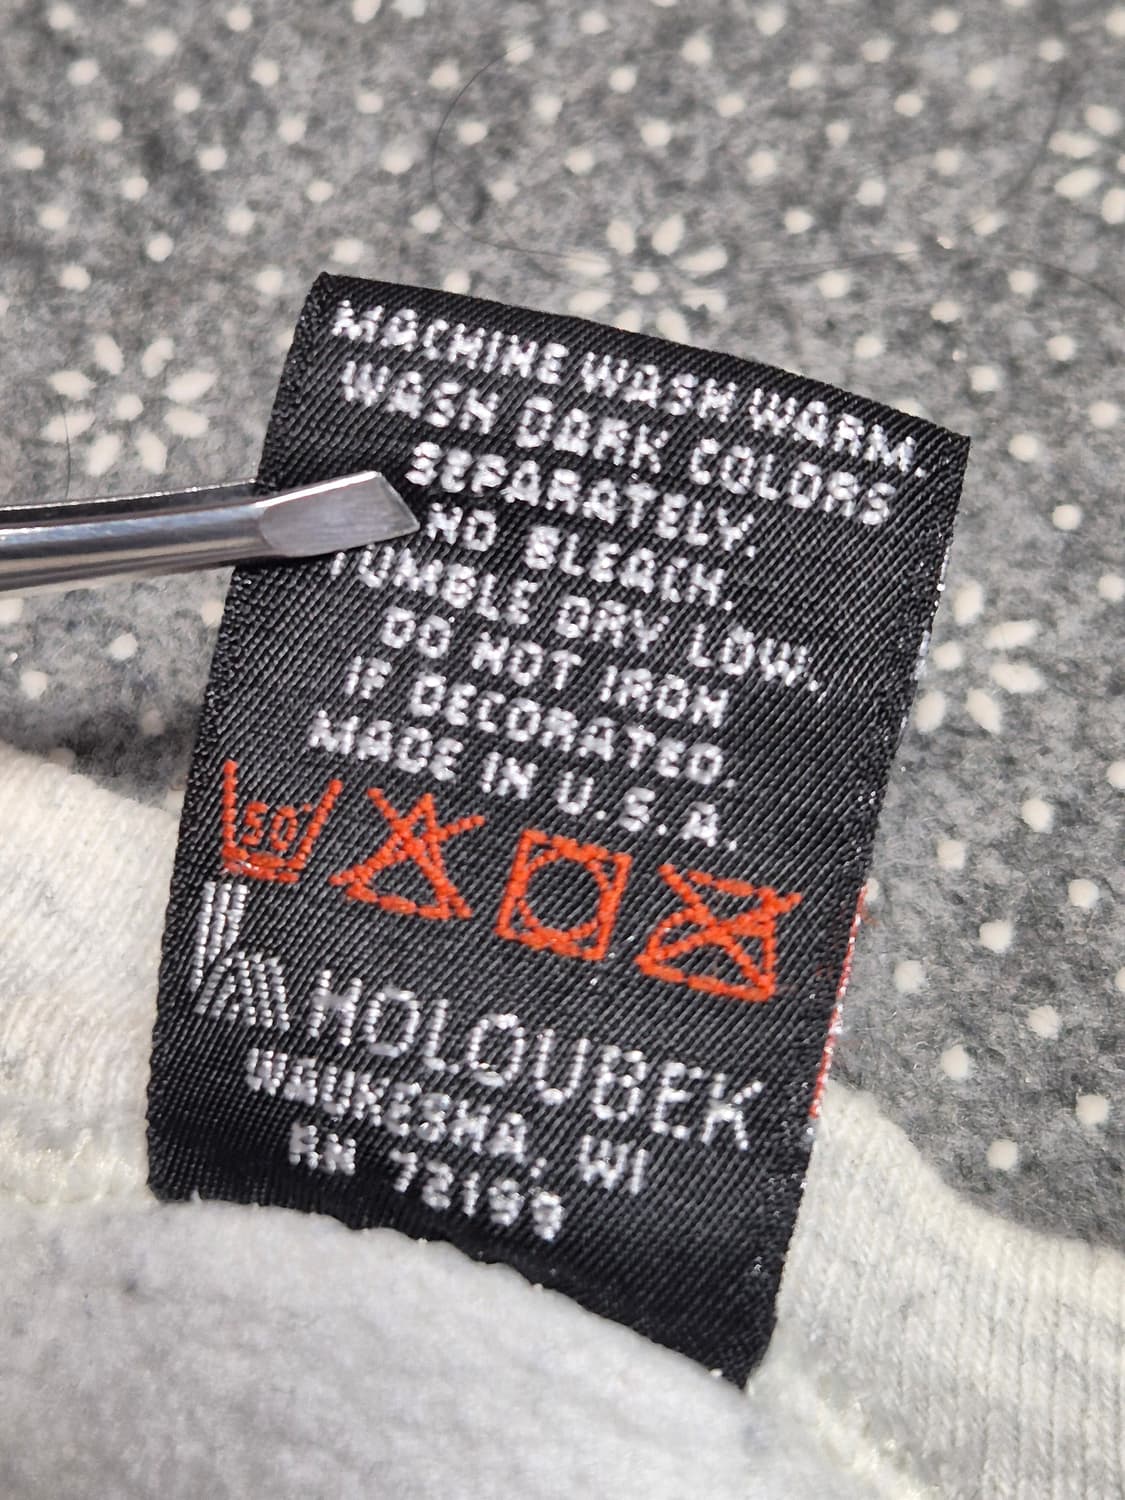 MACHINE WASH WARM.
WASH DARK COLORS
SEPARATELY.
NO BLEACH.
TUMBLE DRY LOW.
DO NOT IRON
IF DECORATED.
MADE IN U.S.A.
50°
HOLOUBEK
WAUKESHA, WI
RN 72199